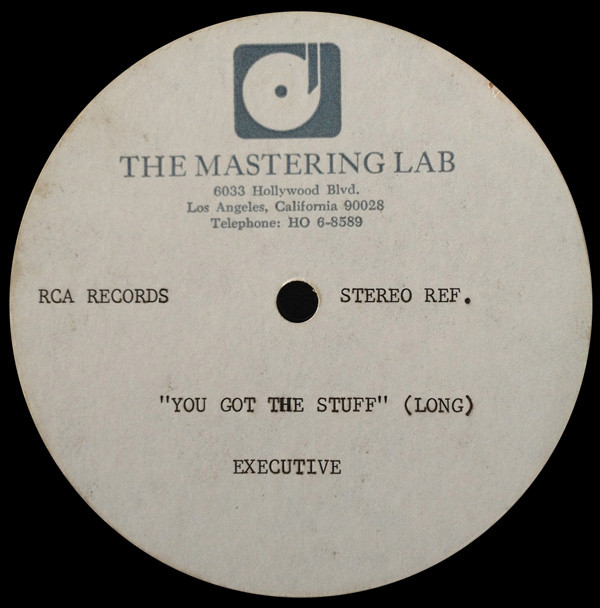 THE MASTERING LAB
6033 Hollywood Blvd.
Los Angeles, California 90028
Telephone: HO 6-8589
RCA RECORDS STEREO REF.
"YOU GOT THE STUFF" (LONG)
EXECUTIVE